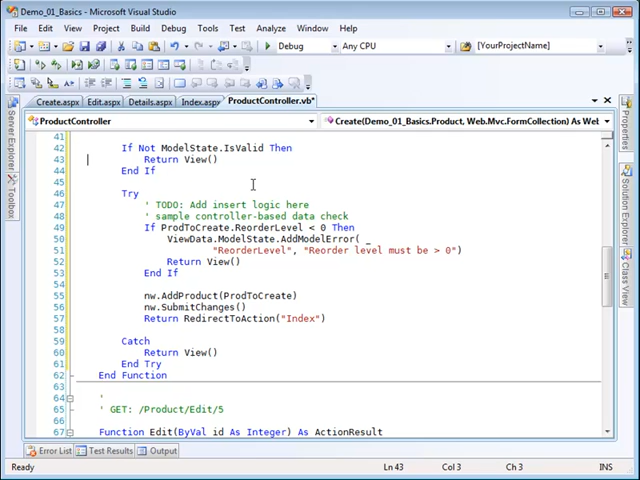 Demo_01_Basics - Microsoft Visual Studio
File Edit View Project Build Debug Data Tools Test Analyze Window Help
Debug Any CPU [YourProjectName]
Create.aspx Edit.aspx Details.aspx Index.aspx ProductController.vb*
ProductController Create(Demo_01_Basics.Product, Web.Mvc.FormCollection) As Web
Server Explorer
Toolbox
Properties
Class View
41
42 If Not ModelState.IsValid Then
43 Return View()
44 End If
45
46 Try
47 ' TODO: Add insert logic here
48 ' sample controller-based data check
49 If ProdToCreate.ReorderLevel < 0 Then
50 ViewData.ModelState.AddModelError( _
51 "ReorderLevel", "Reorder level must be > 0")
52 Return View()
53 End If
54
55 nw.AddProduct(ProdToCreate)
56 nw.SubmitChanges()
57 Return RedirectToAction("Index")
58
59 Catch
60 Return View()
61 End Try
62 End Function
63
64 '
65 ' GET: /Product/Edit/5
66
67 Function Edit(ByVal id As Integer) As ActionResult
Error List Test Results Output
Ready Ln 43 Col 3 Ch 3 INS